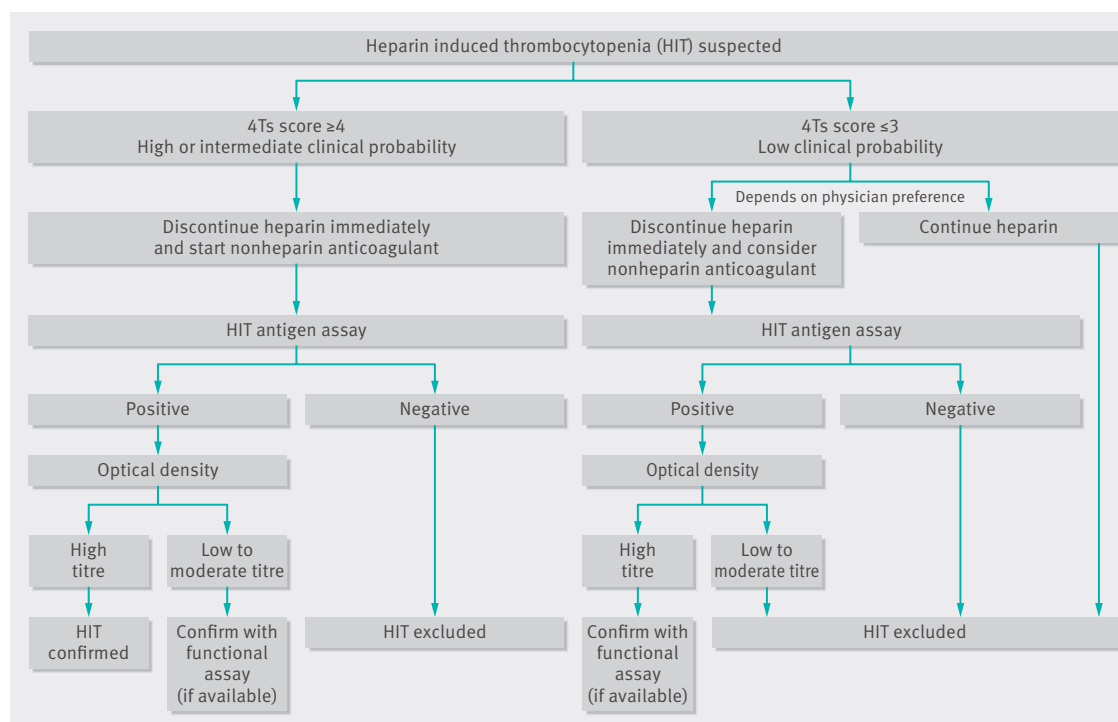 Heparin induced thrombocytopenia (HIT) suspected
4Ts score ≥4
High or intermediate clinical probability
4Ts score ≤3
Low clinical probability
Depends on physician preference
Discontinue heparin immediately
and start nonheparin anticoagulant
Discontinue heparin
immediately and consider
nonheparin anticoagulant
Continue heparin
HIT antigen assay
HIT antigen assay
Positive
Negative
Positive
Negative
Optical density
Optical density
High
titre
Low to
moderate titre
High
titre
Low to
moderate titre
HIT
confirmed
Confirm with
functional
assay
(if available)
HIT excluded
Confirm with
functional
assay
(if available)
HIT excluded